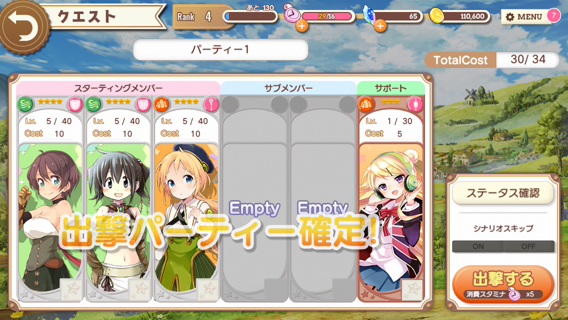 クエスト
Rank 4
あと 130
29/16
65
110,600
MENU
?
パーティー1
TotalCost 30/ 34
スターティングメンバー
サブメンバー
サポート
Lv. 5 / 40
Cost 10
Lv. 5 / 40
Cost 10
Lv. 5 / 40
Cost 10
Empty
Empty
Lv. 1 / 30
Cost 5
出撃パーティー確定!
ステータス確認
シナリオスキップ
ON OFF
出撃する
消費スタミナ x5